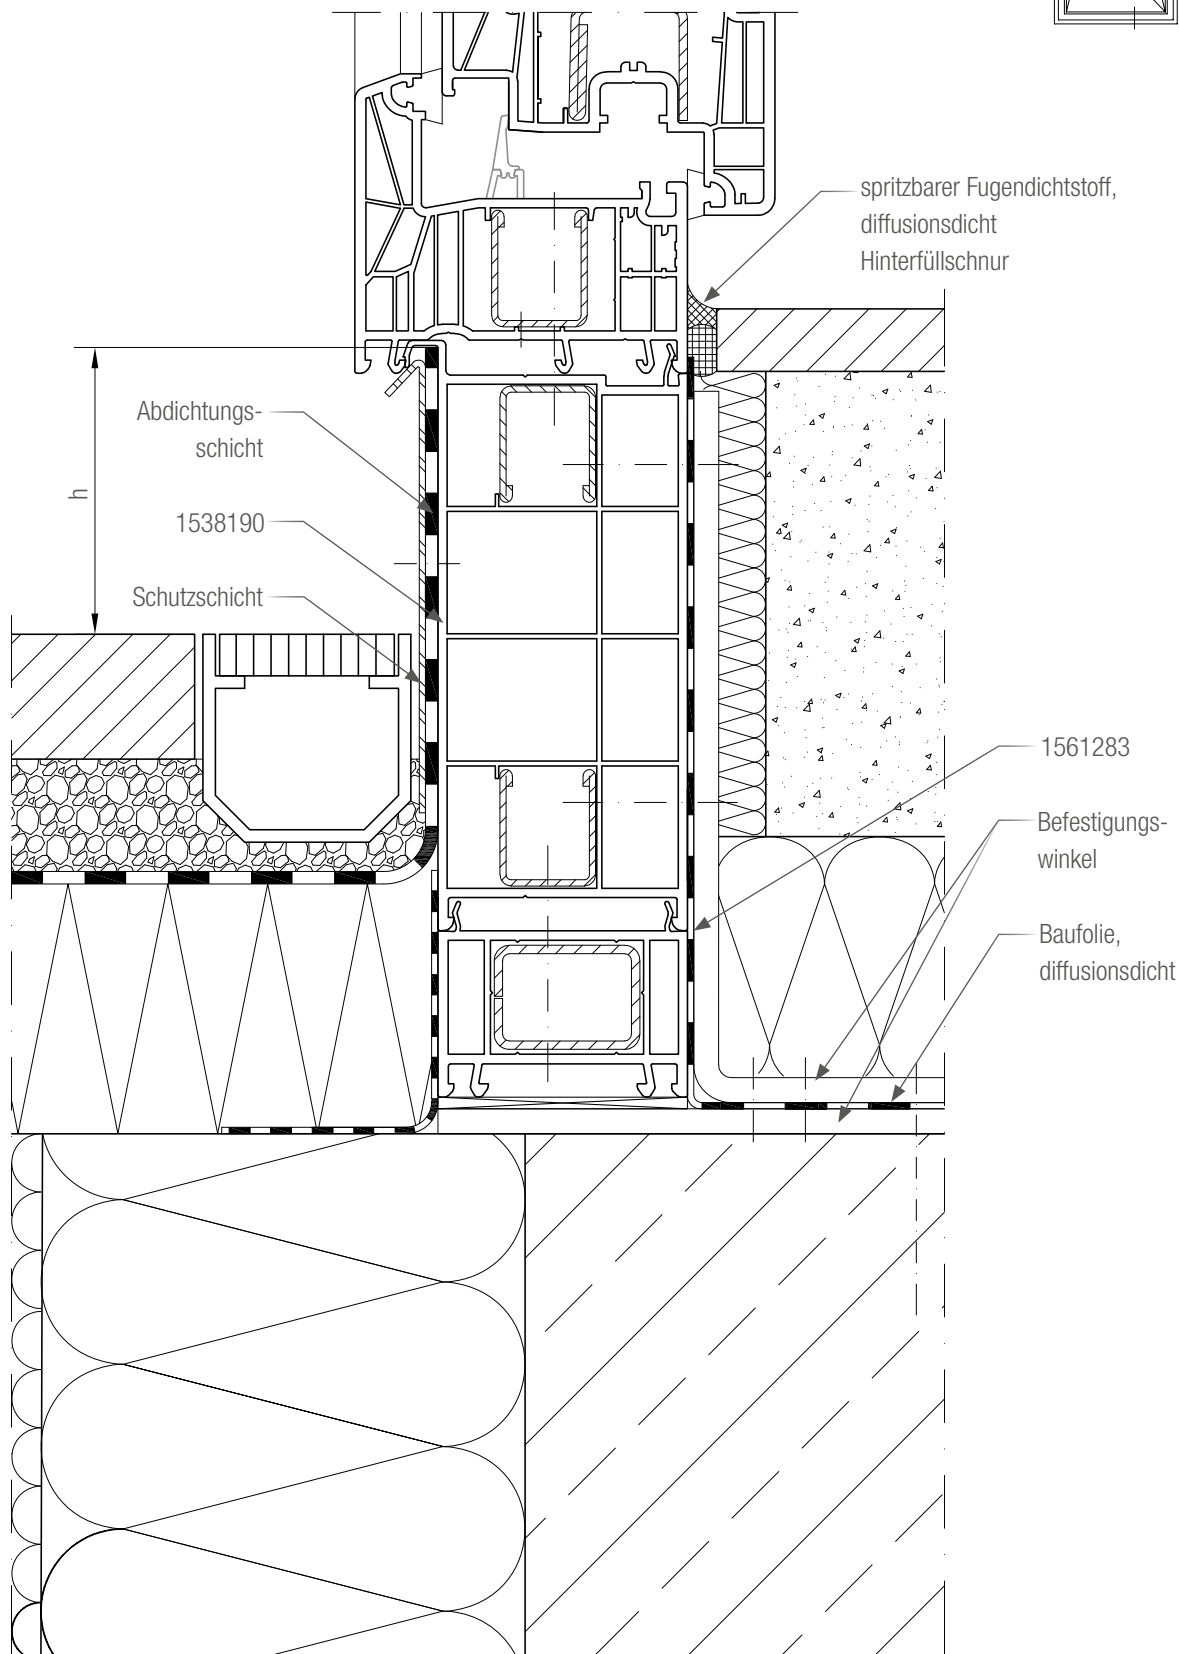 spritzbarer Fugendichtstoff,
diffusionsdicht
Hinterfüllschnur
Abdichtungs-
schicht
h
1538190
Schutzschicht
1561283
Befestigungs-
winkel
Baufolie,
diffusionsdicht